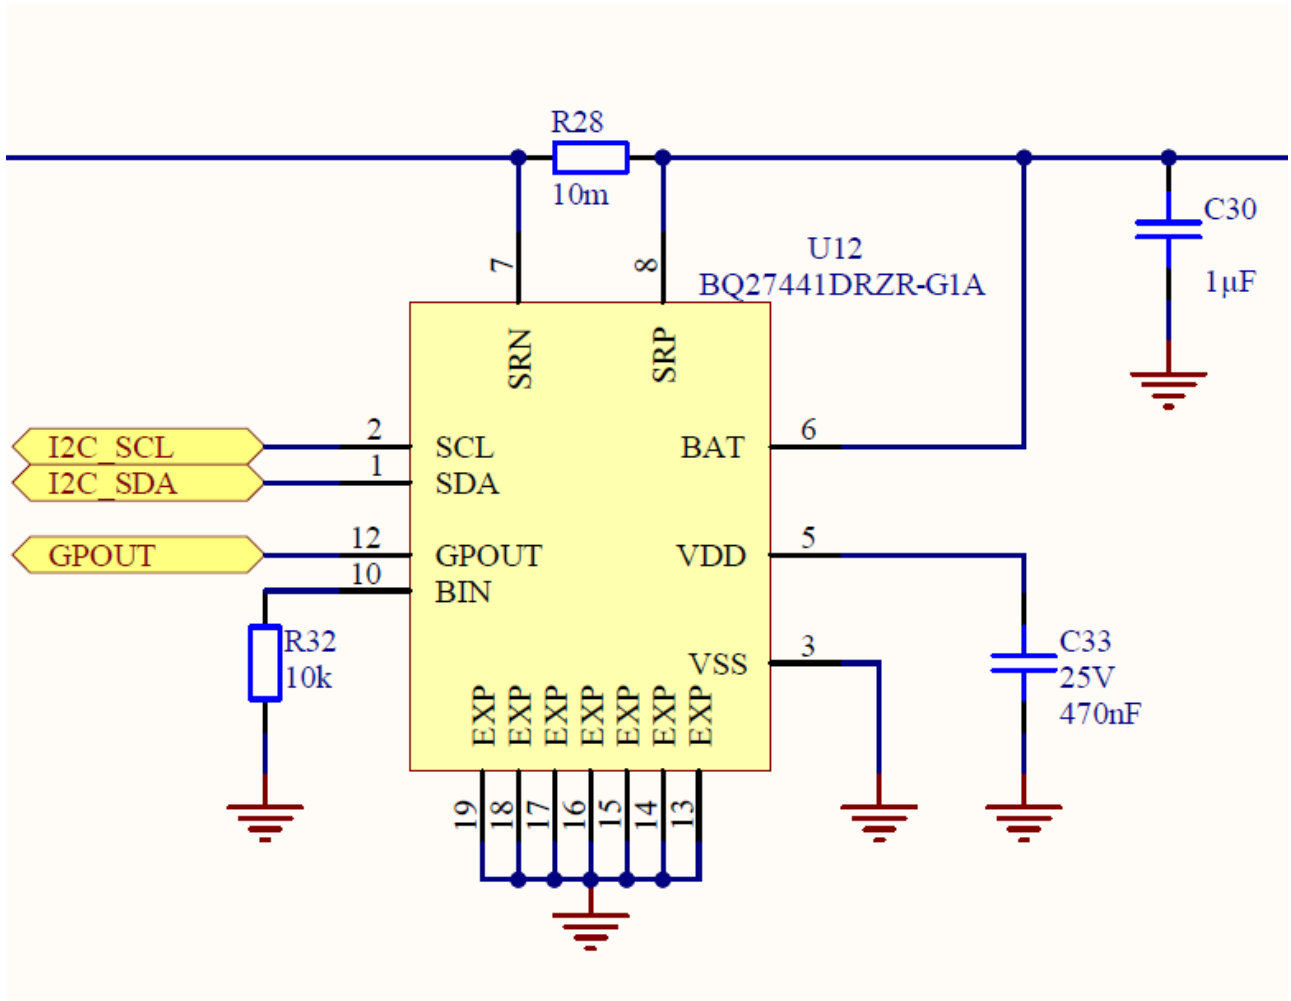 R28
10m
C30
1µF
U12
BQ27441DRZR-G1A
7
8
SRN
SRP
I2C_SCL
2
SCL
BAT
6
I2C_SDA
1
SDA
GPOUT
12
GPOUT
VDD
5
10
BIN
R32
10k
VSS
3
C33
25V
470nF
EXP EXP EXP EXP EXP EXP EXP
19 18 17 16 15 14 13